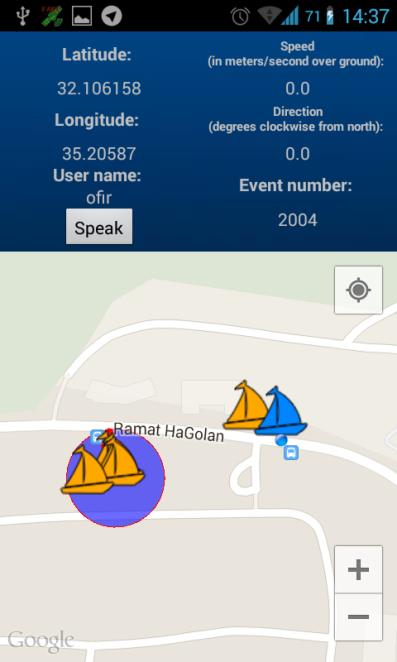 71 14:37
Latitude:
32.106158
Longitude:
35.20587
User name:
ofir
Speak
Speed
(in meters/second over ground):
0.0
Direction
(degrees clockwise from north):
0.0
Event number:
2004
Ramat HaGolan
Google